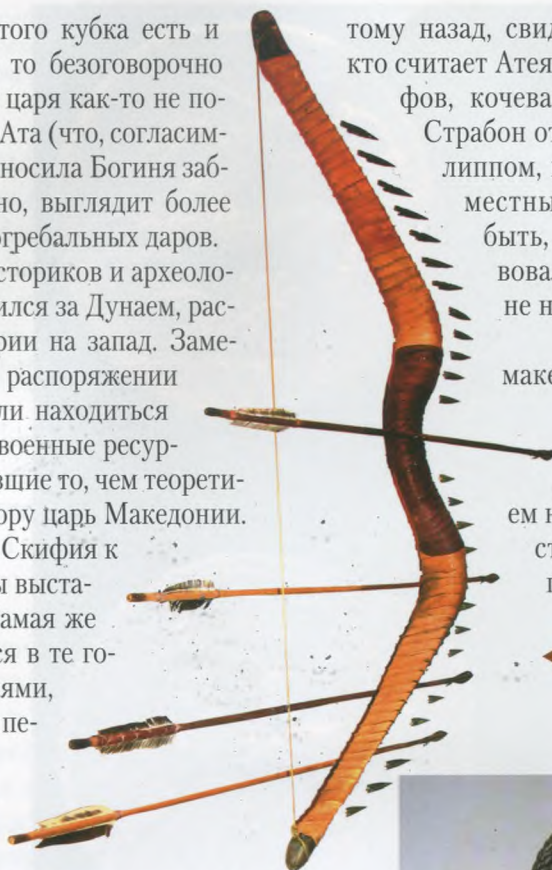 того кубка есть и
то безоговорочно
царя как-то не по-
Ата (что, согласим-
носила Богиня заб-
но, выглядит более
огребальных даров.
сториков и археоло-
ился за Дунаем, рас-
рии на запад. Заме-
распоряжении
ли находиться
военные ресур-
вшие то, чем теорети-
ору царь Македонии.
Скифия к
ы выста-
амая же
ся в те го-
ями,
пе-
тому назад, свид
кто считает Атея
фов, кочева
Страбон от
липпом,
местны
быть,
вова
не н
маке
ем н
ст